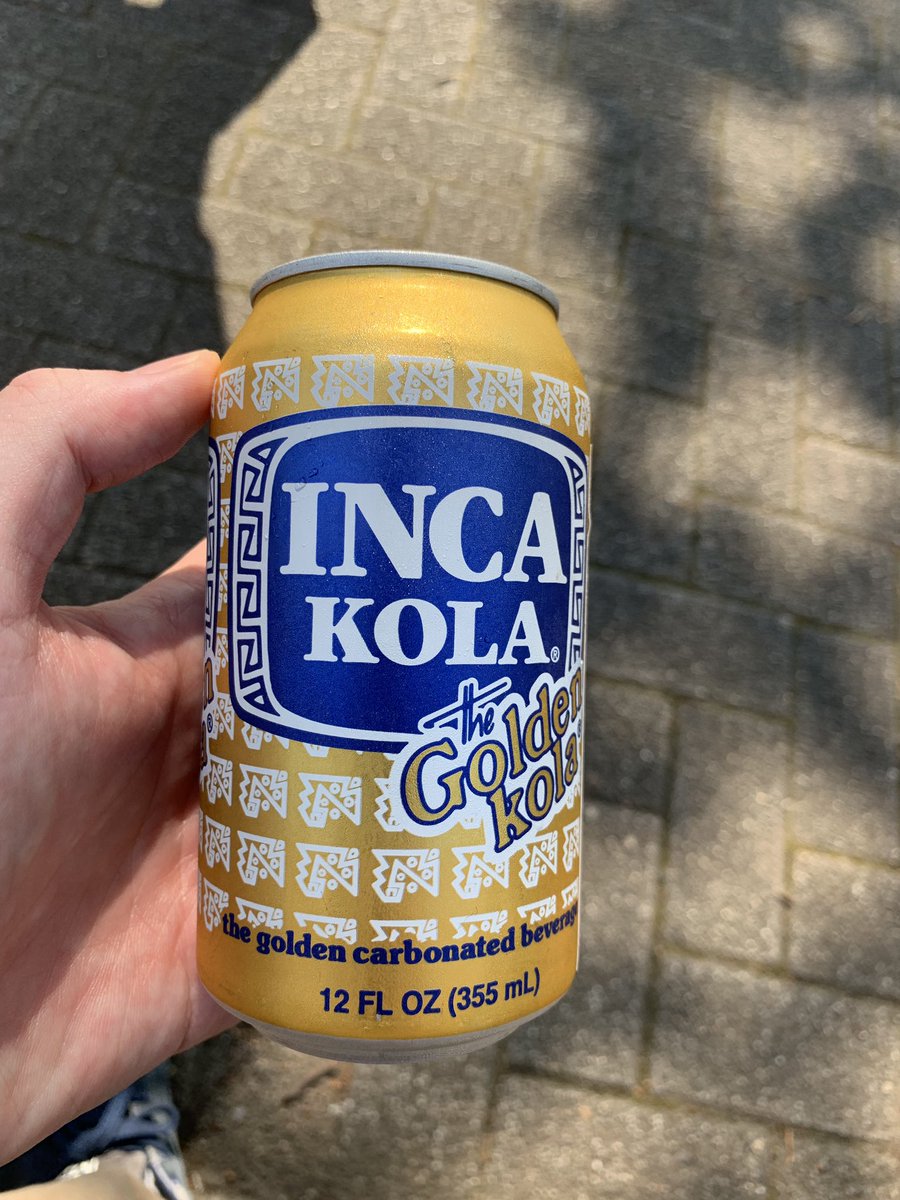 INCA
KOLA®
the
Golden
kola
the golden carbonated beverage
12 FL OZ (355 mL)